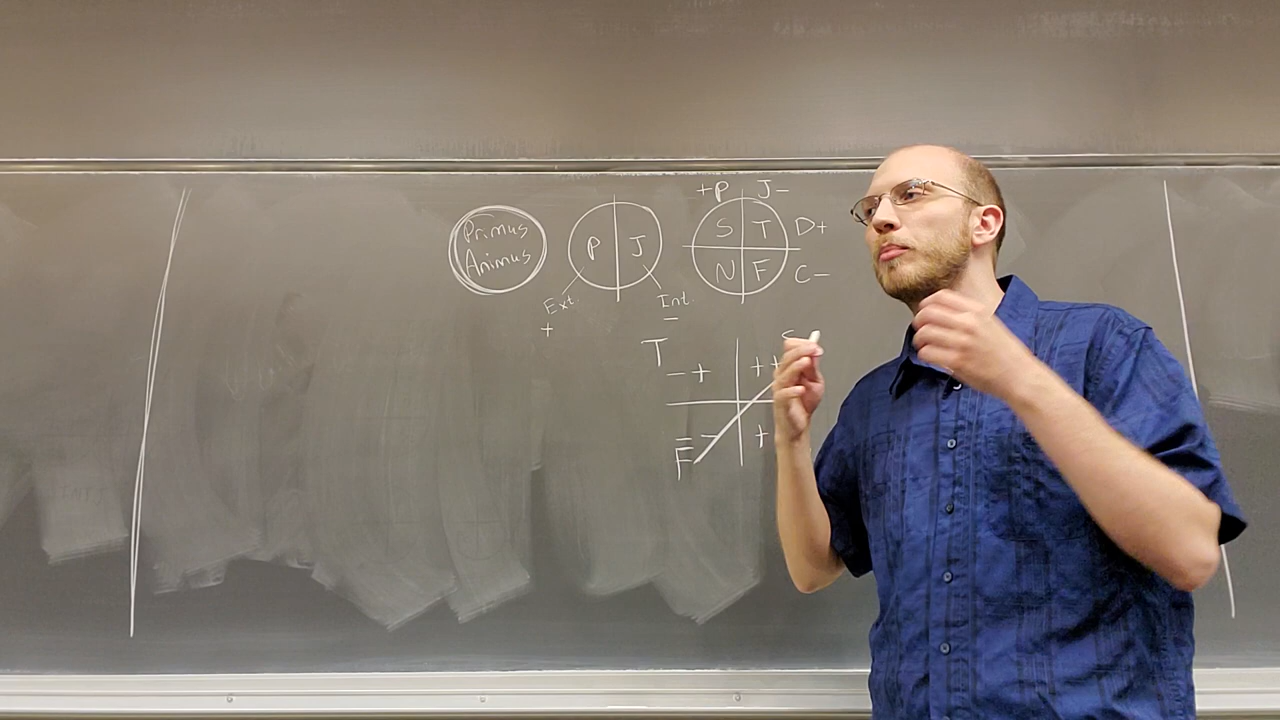 Primus
Animus
P J
Ext.
+
Int.
−
+P J−
S T D+
N F C−
T
−+ ++
−− +
F